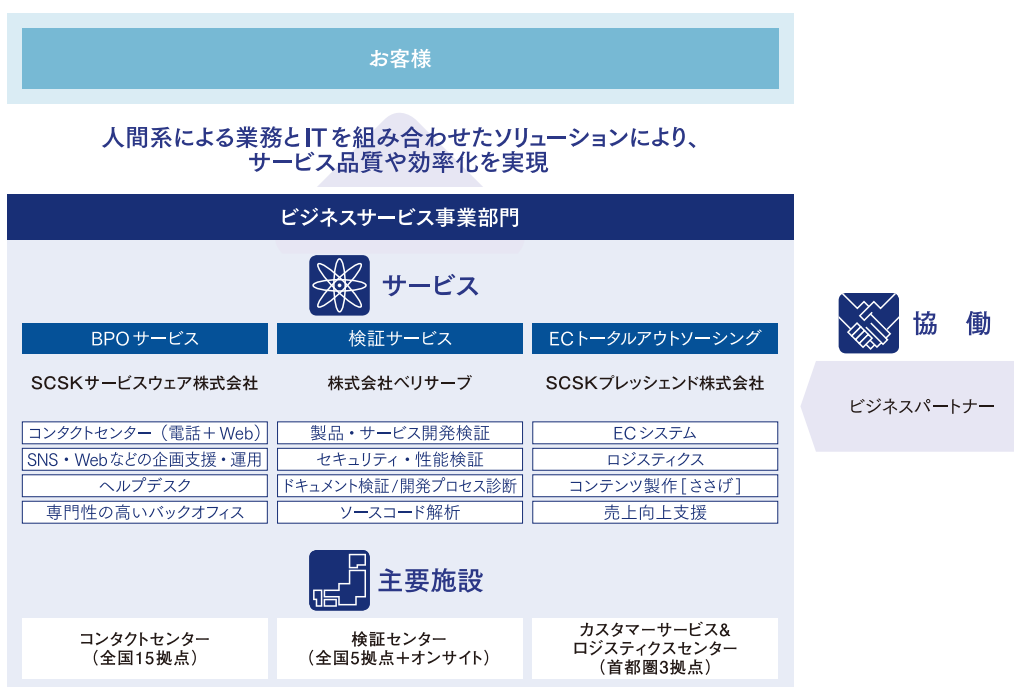 お客様
人間系による業務とITを組み合わせたソリューションにより、
サービス品質や効率化を実現
ビジネスサービス事業部門
サービス
BPOサービス
SCSKサービスウェア株式会社
コンタクトセンター（電話＋Web）
SNS・Webなどの企画支援・運用
ヘルプデスク
専門性の高いバックオフィス
検証サービス
株式会社ベリサーブ
製品・サービス開発検証
セキュリティ・性能検証
ドキュメント検証/開発プロセス診断
ソースコード解析
ECトータルアウトソーシング
SCSKプレッシェンド株式会社
ECシステム
ロジスティクス
コンテンツ製作［ささげ］
売上向上支援
主要施設
コンタクトセンター
（全国15拠点）
検証センター
（全国5拠点＋オンサイト）
カスタマーサービス&
ロジスティクスセンター
（首都圏3拠点）
協　働
ビジネスパートナー